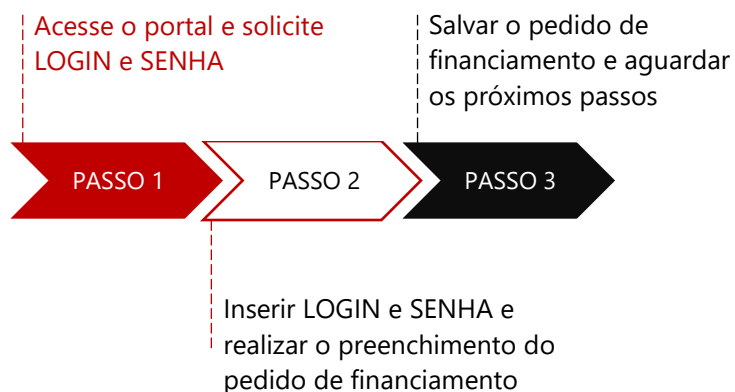 Acesse o portal e solicite
LOGIN e SENHA
Salvar o pedido de
financiamento e aguardar
os próximos passos
PASSO 1
PASSO 2
PASSO 3
Inserir LOGIN e SENHA e
realizar o preenchimento do
pedido de financiamento